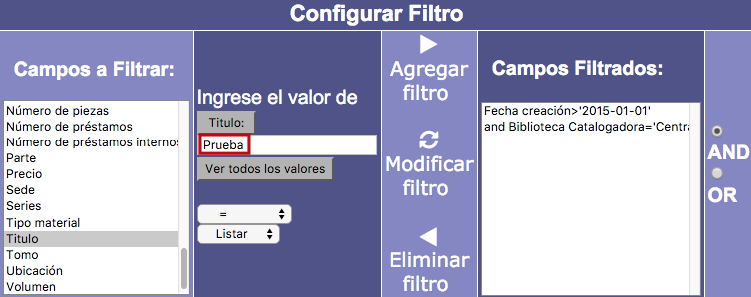 Configurar Filtro
Campos a Filtrar:
Número de piezas
Número de préstamos
Número de préstamos internos
Parte
Precio
Sede
Series
Tipo material
Titulo
Tomo
Ubicación
Volumen
Ingrese el valor de
Titulo:
Prueba
Ver todos los valores
=
Listar
Agregar
filtro
Modificar
filtro
Eliminar
filtro
Campos Filtrados:
Fecha creación>'2015-01-01'
and Biblioteca Catalogadora='Centra
AND
OR